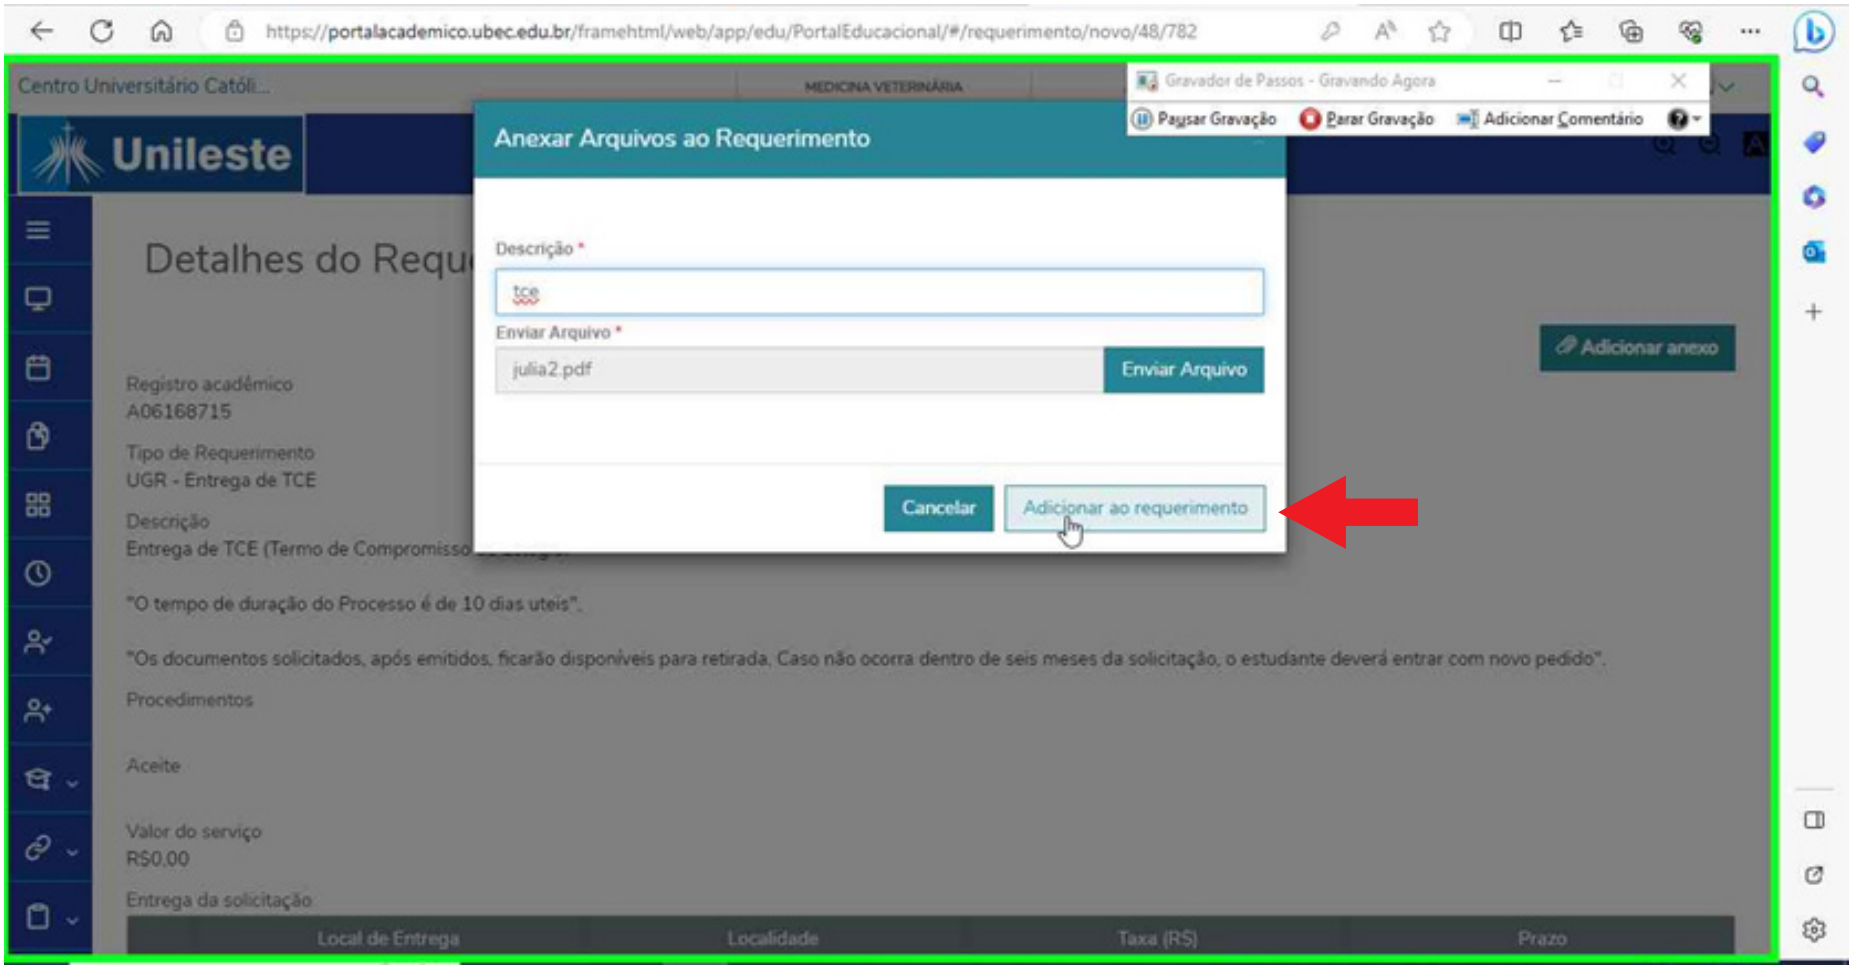 https://portalacademico.ubec.edu.br/framehtml/web/app/edu/PortalEducacional/#/requerimento/novo/48/782
Centro Universitário Católi...
MEDICINA VETERINÁRIA
Gravador de Passos - Gravando Agora
Pausar Gravação
Parar Gravação
Adicionar Comentário
Unileste
Anexar Arquivos ao Requerimento
Detalhes do Reque
Descrição *
tce
Enviar Arquivo *
julia2.pdf
Enviar Arquivo
Adicionar anexo
Cancelar
Adicionar ao requerimento
Registro acadêmico
A06168715
Tipo de Requerimento
UGR - Entrega de TCE
Descrição
Entrega de TCE (Termo de Compromisso
"O tempo de duração do Processo é de 10 dias uteis".
"Os documentos solicitados, após emitidos, ficarão disponíveis para retirada. Caso não ocorra dentro de seis meses da solicitação, o estudante deverá entrar com novo pedido".
Procedimentos
Aceite
Valor do serviço
R$0,00
Entrega da solicitação
Local de Entrega
Localidade
Taxa (R$)
Prazo